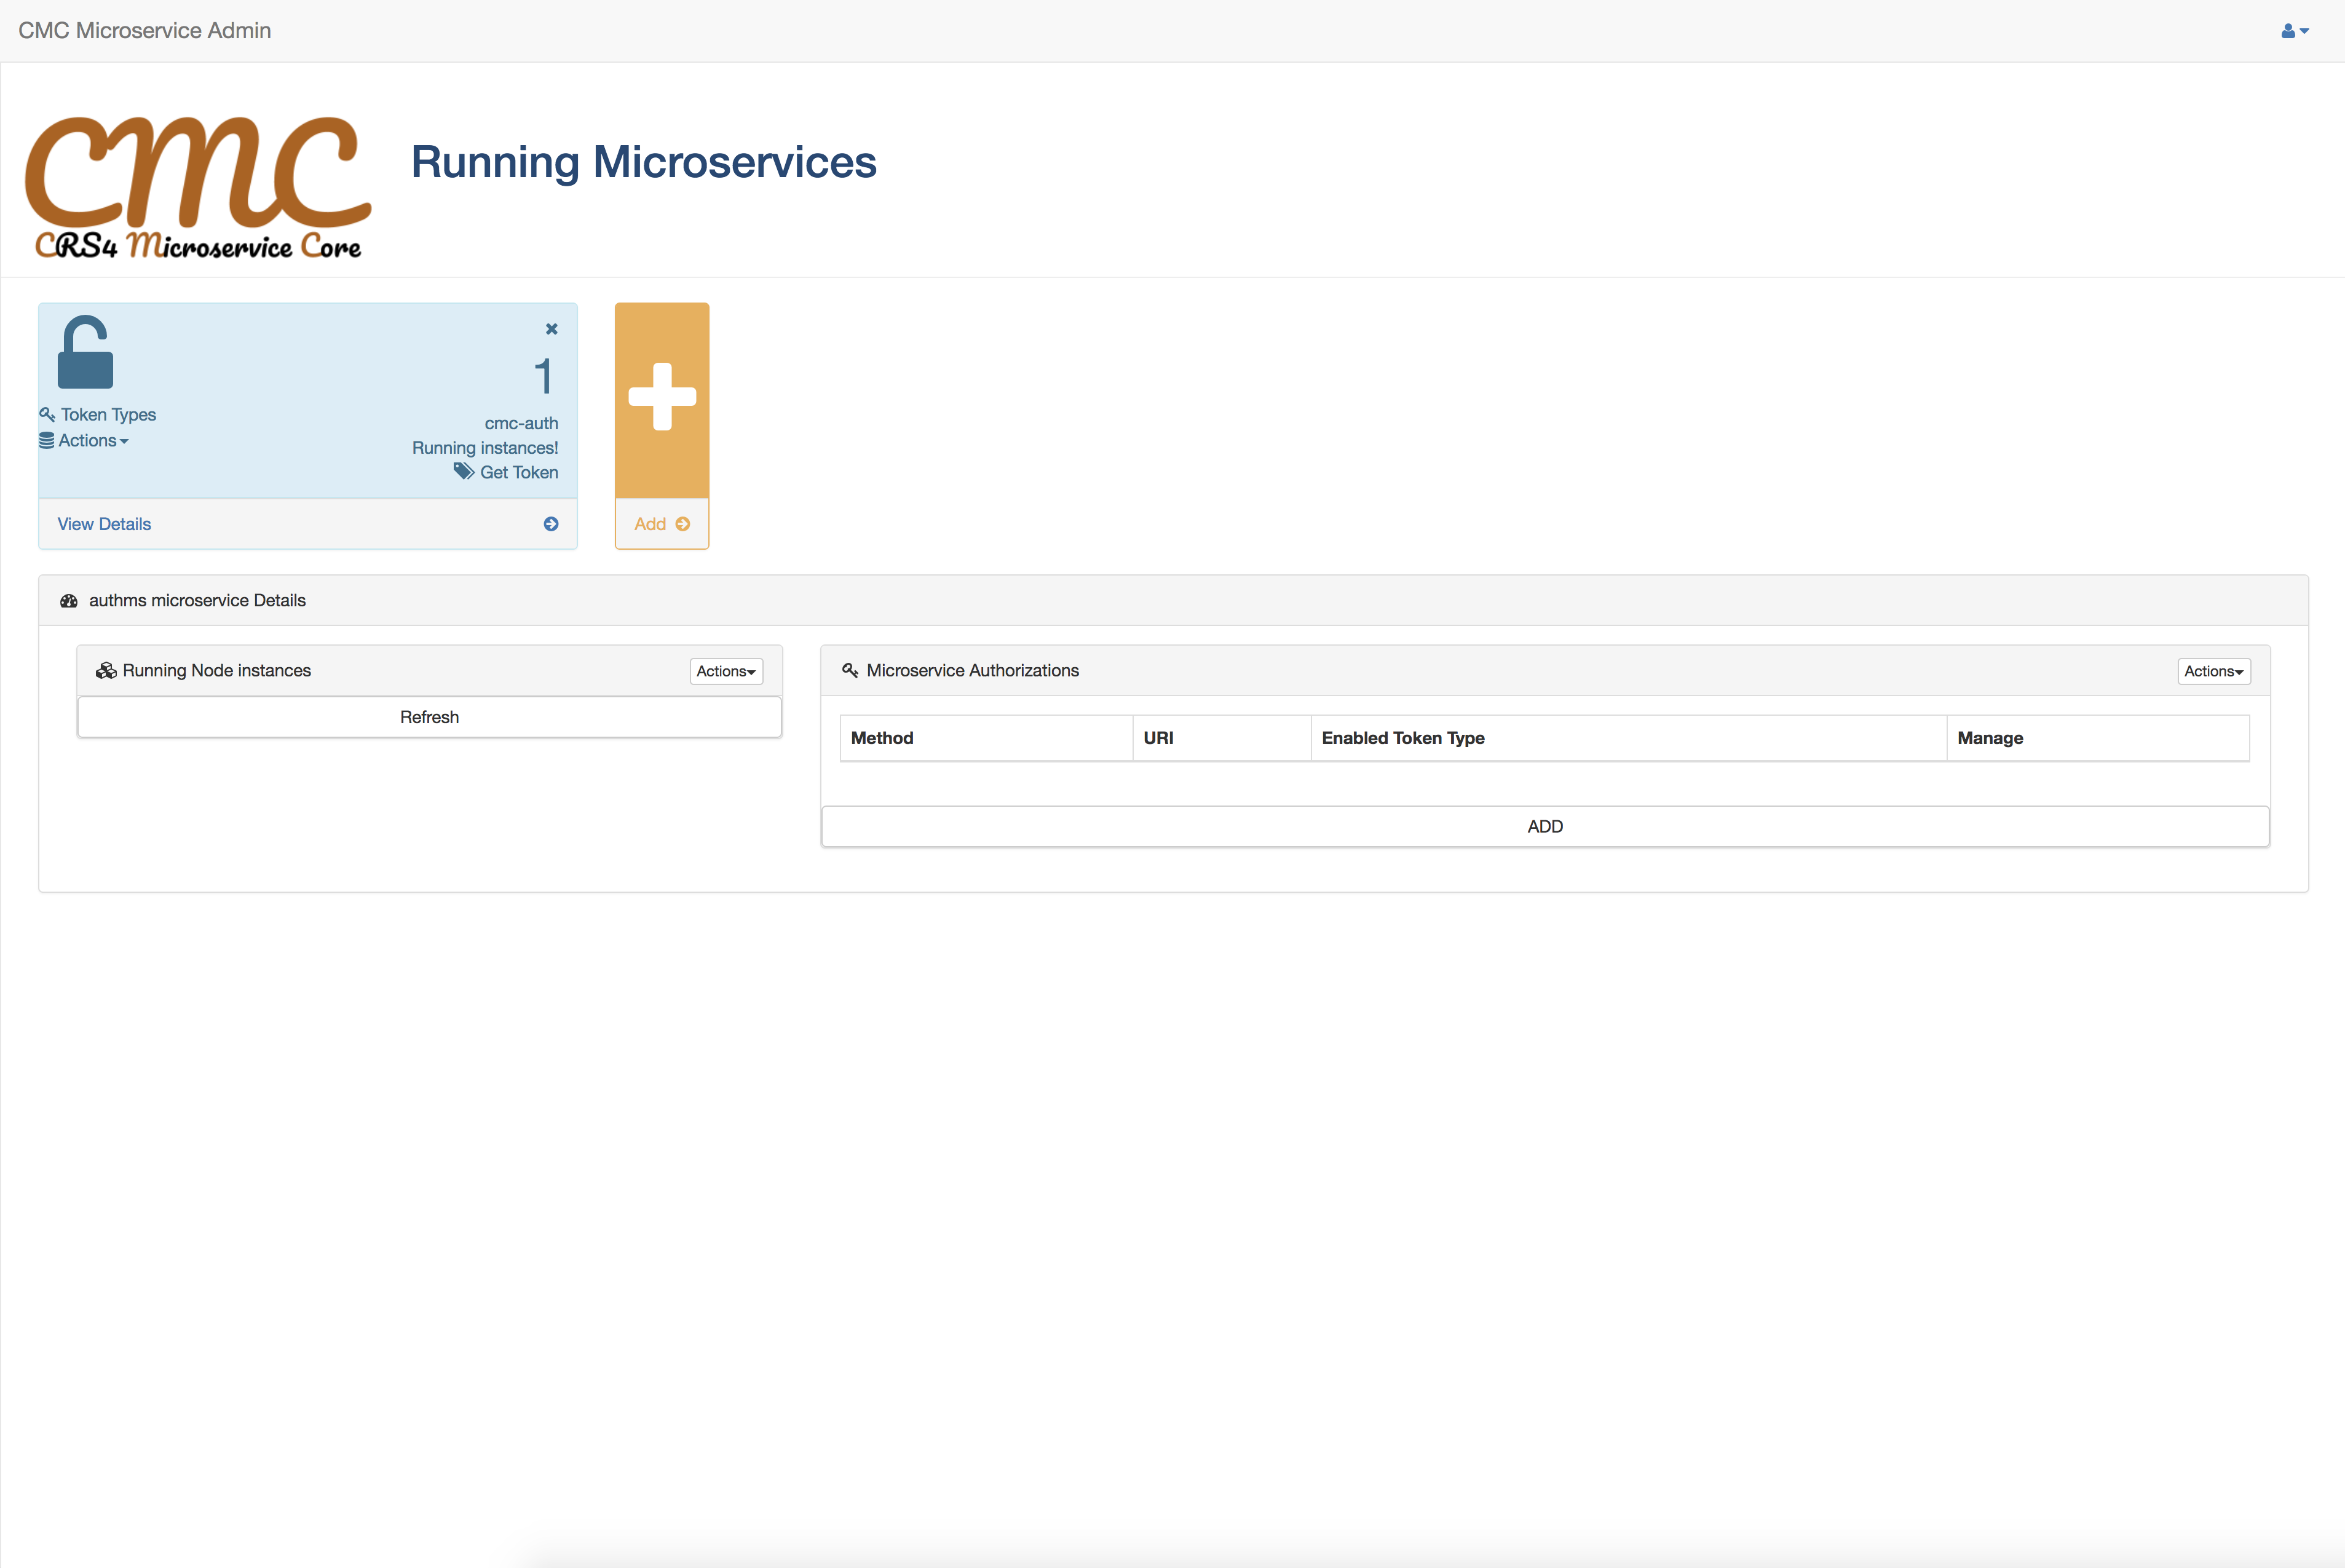 CMC Microservice Admin
CMC
CRS4 Microservice Core
Running Microservices
1
Token Types
Actions
cmc-auth
Running instances!
Get Token
View Details
Add
authms microservice Details
Running Node instances
Actions
Refresh
Microservice Authorizations
Actions
Method URI Enabled Token Type Manage
ADD